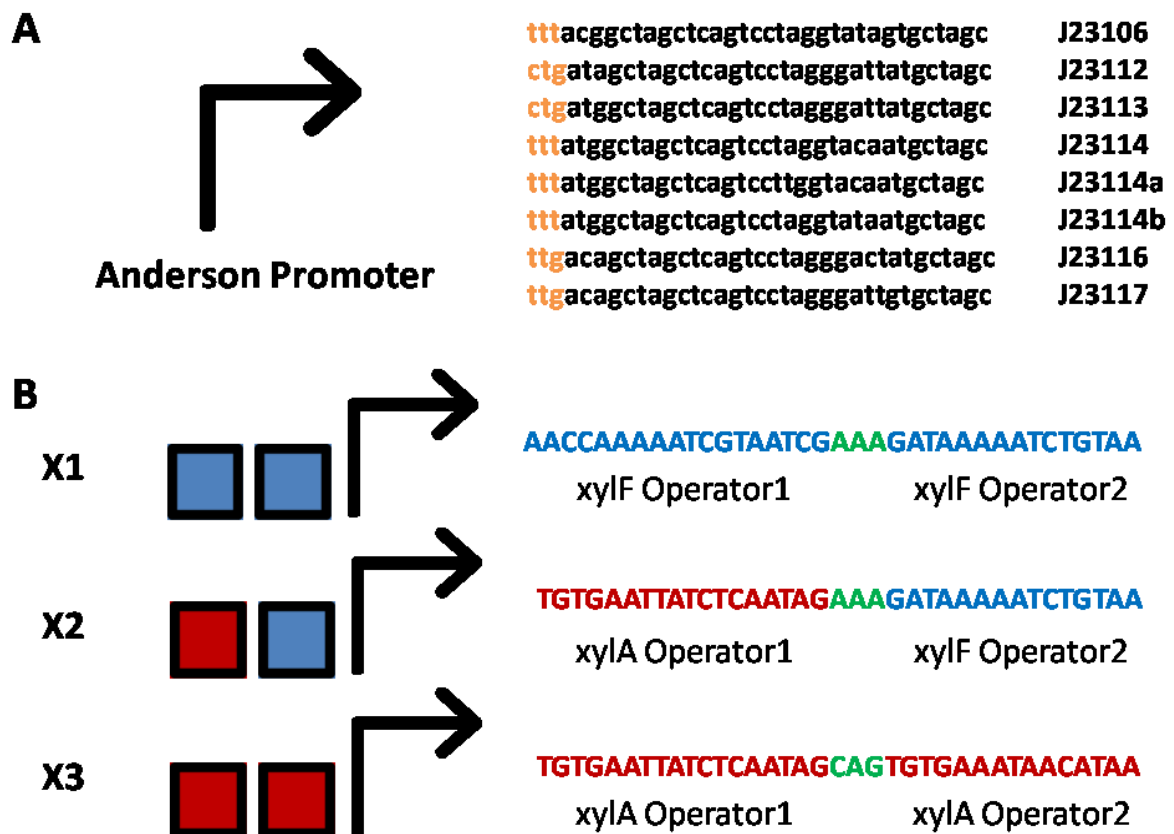 A
tttacggctagctcagtcctaggtatagtgctagc J23106
ctgatagctagctcagtcctagggattatgctagc J23112
ctgatggctagctcagtcctagggattatgctagc J23113
tttatggctagctcagtcctaggtacaatgctagc J23114
tttatggctagctcagtccttggtacaatgctagc J23114a
tttatggctagctcagtcctaggtataatgctagc J23114b
ttgacagctagctcagtcctagggactatgctagc J23116
ttgacagctagctcagtcctagggattgtgctagc J23117
Anderson Promoter
B
X1
AACCAAAAATCGTAATCGAAAGATAAAAATCTGTAA
xylF Operator1 xylF Operator2
X2
TGTGAATTATCTCAATAGAAAGATAAAAATCTGTAA
xylA Operator1 xylF Operator2
X3
TGTGAATTATCTCAATAGCAGTGTGAAATAACATAA
xylA Operator1 xylA Operator2